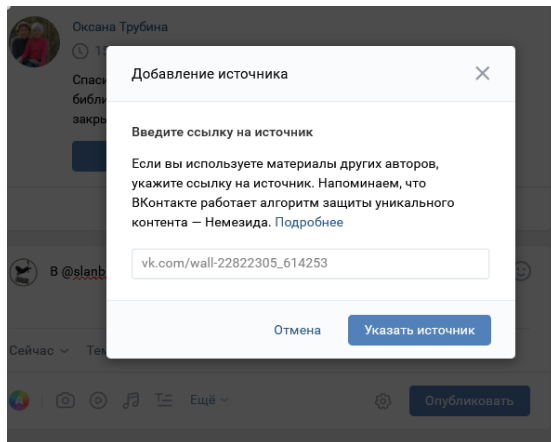 Оксана Трубина
Добавление источника
Введите ссылку на источник
Если вы используете материалы других авторов,
укажите ссылку на источник. Напоминаем, что
ВКонтакте работает алгоритм защиты уникального
контента — Немезида. Подробнее
vk.com/wall-22822305_614253
В @slanb
Отмена
Указать источник
Сейчас
Ещё
Опубликовать